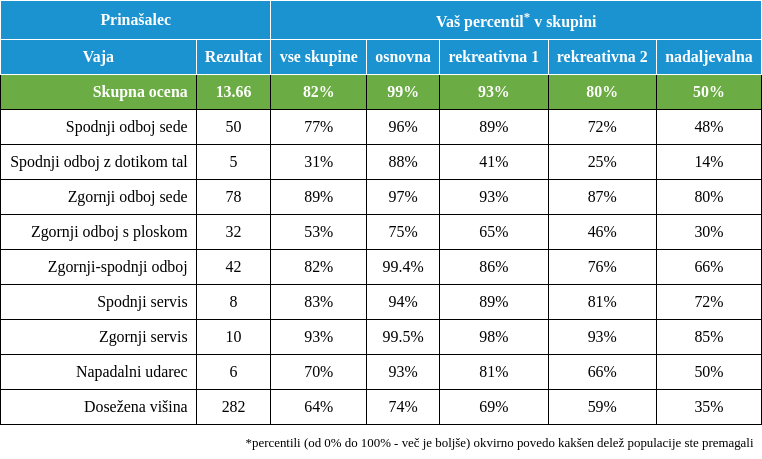 Prinašalec Vaš percentil* v skupini
Vaja Rezultat vse skupine osnovna rekreativna 1 rekreativna 2 nadaljevalna
Skupna ocena 13.66 82% 99% 93% 80% 50%
Spodnji odboj sede 50 77% 96% 89% 72% 48%
Spodnji odboj z dotikom tal 5 31% 88% 41% 25% 14%
Zgornji odboj sede 78 89% 97% 93% 87% 80%
Zgornji odboj s ploskom 32 53% 75% 65% 46% 30%
Zgornji-spodnji odboj 42 82% 99.4% 86% 76% 66%
Spodnji servis 8 83% 94% 89% 81% 72%
Zgornji servis 10 93% 99.5% 98% 93% 85%
Napadalni udarec 6 70% 93% 81% 66% 50%
Dosežena višina 282 64% 74% 69% 59% 35%
*percentili (od 0% do 100% - več je boljše) okvirno povedo kakšen delež populacije ste premagali